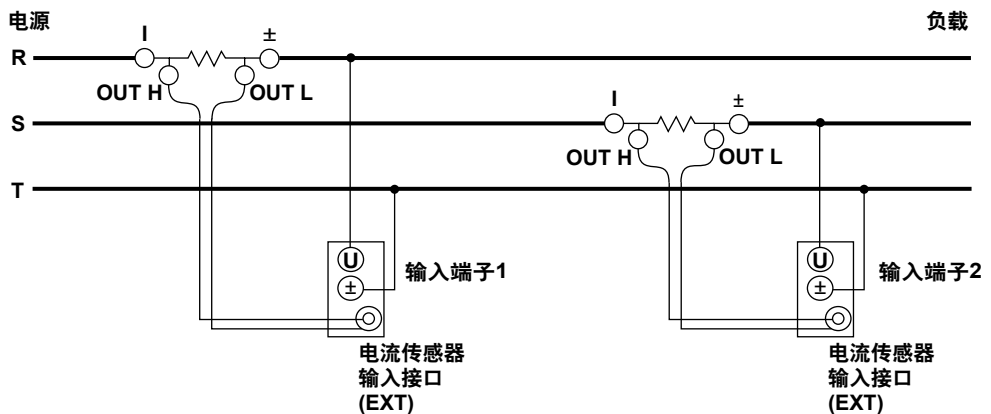 电源
负载
I
±
R
OUT H
OUT L
I
±
S
OUT H
OUT L
T
U
±
输入端子1
电流传感器
输入接口
(EXT)
U
±
输入端子2
电流传感器
输入接口
(EXT)